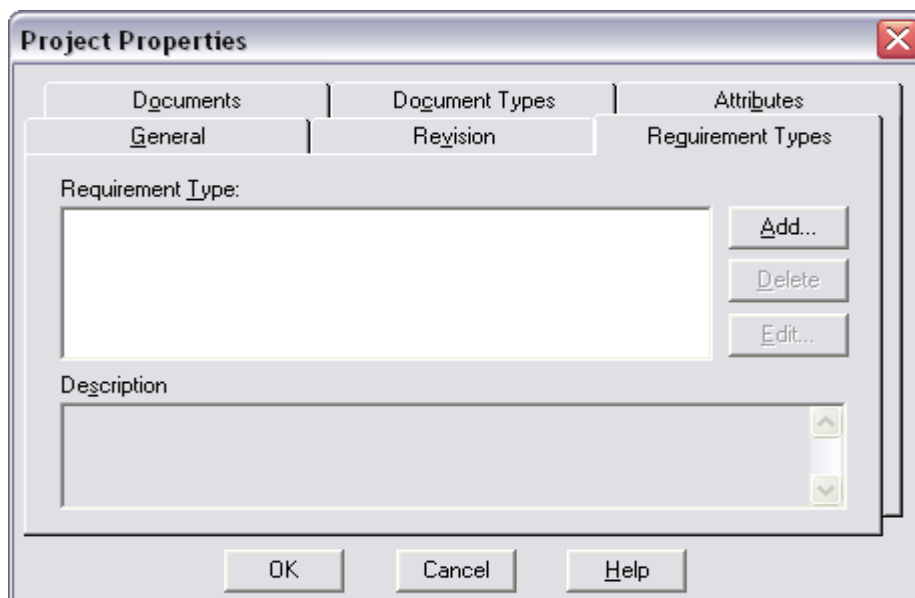 Project Properties
Documents
Document Types
Attributes
General
Revision
Requirement Types
Requirement Type:
Add...
Delete
Edit...
Description
OK
Cancel
Help